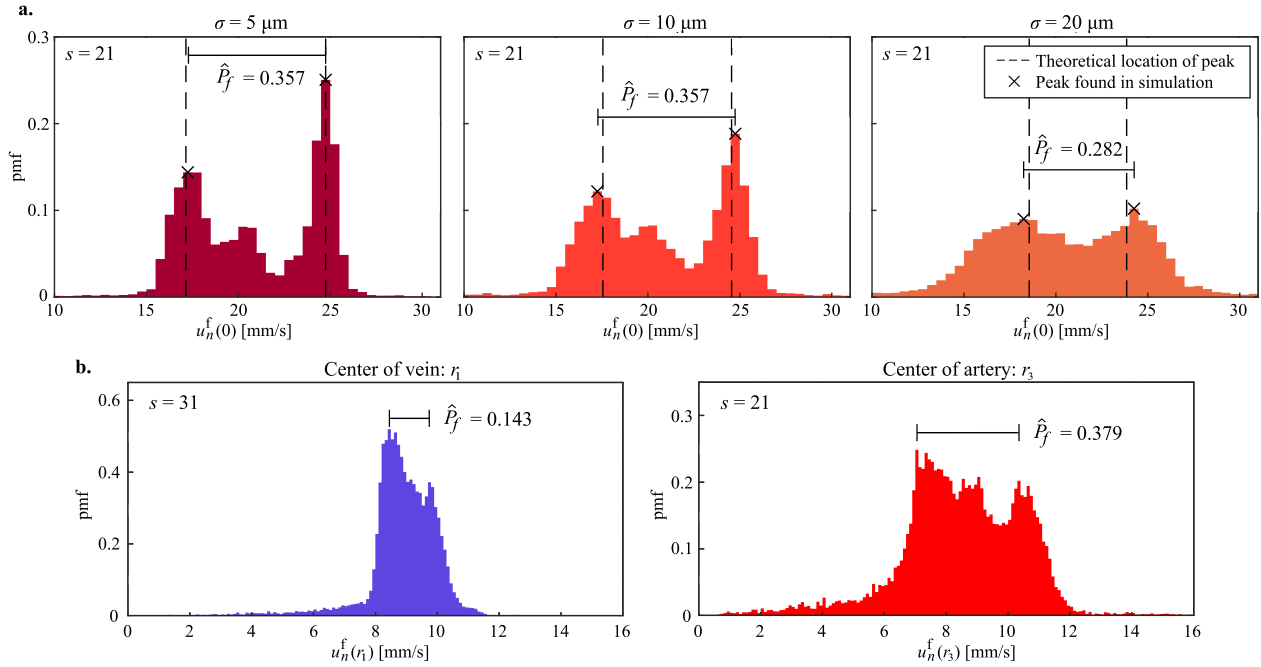 a.
σ = 5 μm
σ = 10 μm
σ = 20 μm
0.3
0.2
0.1
0
pmf
s = 21
P̂f = 0.357
10 15 20 25 30
uₙᶠ(0) [mm/s]
s = 21
P̂f = 0.357
10 15 20 25 30
uₙᶠ(0) [mm/s]
s = 21
Theoretical location of peak
Peak found in simulation
P̂f = 0.282
10 15 20 25 30
uₙᶠ(0) [mm/s]
b.
Center of vein: r₁
0.6
0.4
0.2
0
pmf
s = 31
P̂f = 0.143
0 2 4 6 8 10 12 14 16
uₙᶠ(r₁) [mm/s]
Center of artery: r₃
0.3
0.2
0.1
0
pmf
s = 21
P̂f = 0.379
0 2 4 6 8 10 12 14 16
uₙᶠ(r₃) [mm/s]